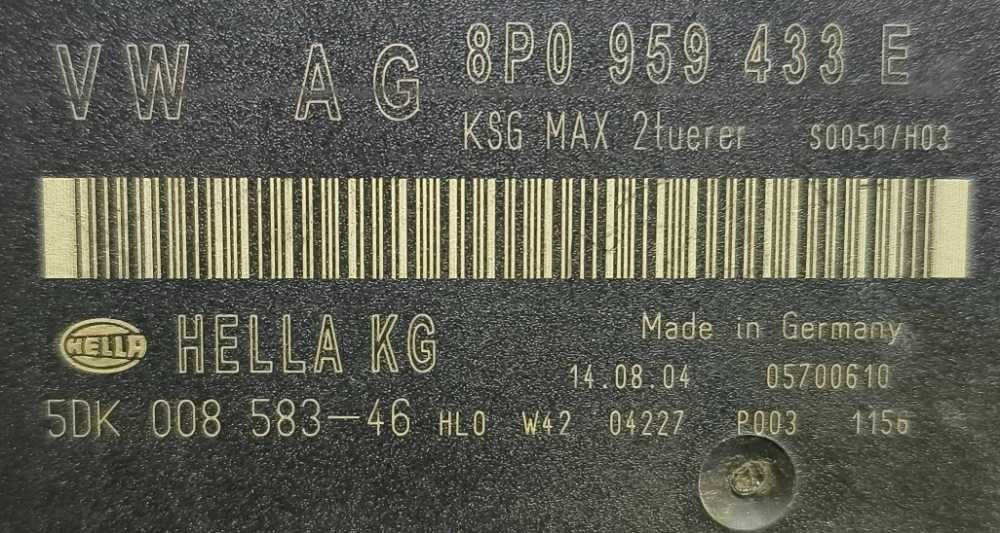 VW AG 8P0 959 433 E
KSG MAX 2tuerer S0050/H03
HELLA HELLA KG Made in Germany
14.08.04 05700610
5DK 008 583-46 HL0 W42 04227 P003 1156